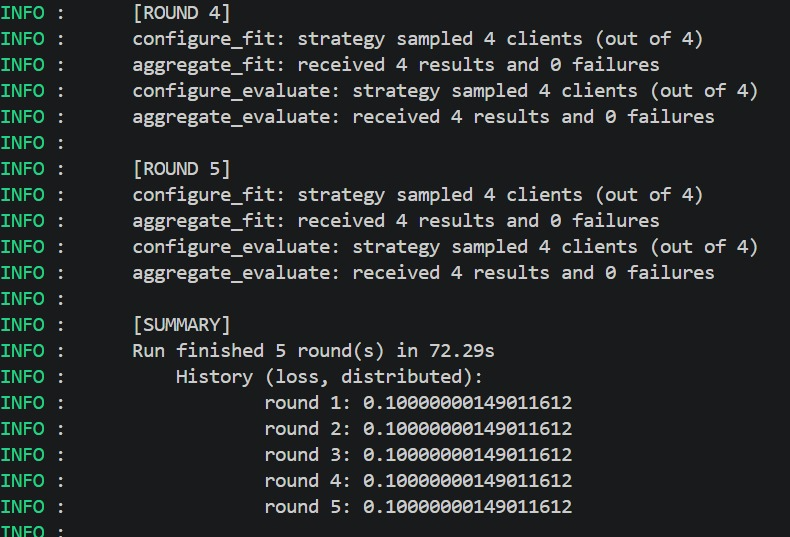 INFO :      [ROUND 4]
INFO :      configure_fit: strategy sampled 4 clients (out of 4)
INFO :      aggregate_fit: received 4 results and 0 failures
INFO :      configure_evaluate: strategy sampled 4 clients (out of 4)
INFO :      aggregate_evaluate: received 4 results and 0 failures
INFO :
INFO :      [ROUND 5]
INFO :      configure_fit: strategy sampled 4 clients (out of 4)
INFO :      aggregate_fit: received 4 results and 0 failures
INFO :      configure_evaluate: strategy sampled 4 clients (out of 4)
INFO :      aggregate_evaluate: received 4 results and 0 failures
INFO :
INFO :      [SUMMARY]
INFO :      Run finished 5 round(s) in 72.29s
INFO :          History (loss, distributed):
INFO :                  round 1: 0.10000000149011612
INFO :                  round 2: 0.10000000149011612
INFO :                  round 3: 0.10000000149011612
INFO :                  round 4: 0.10000000149011612
INFO :                  round 5: 0.10000000149011612
INFO :